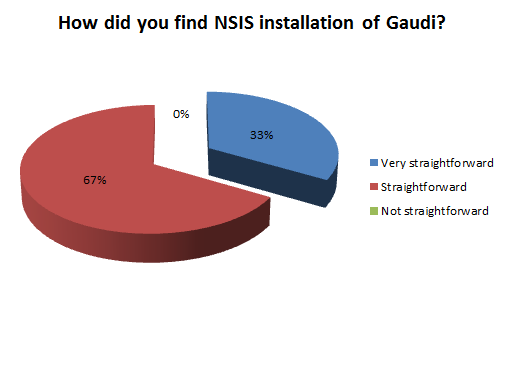 How did you find NSIS installation of Gaudi?
0%
33%
67%
Very straightforward
Straightforward
Not straightforward